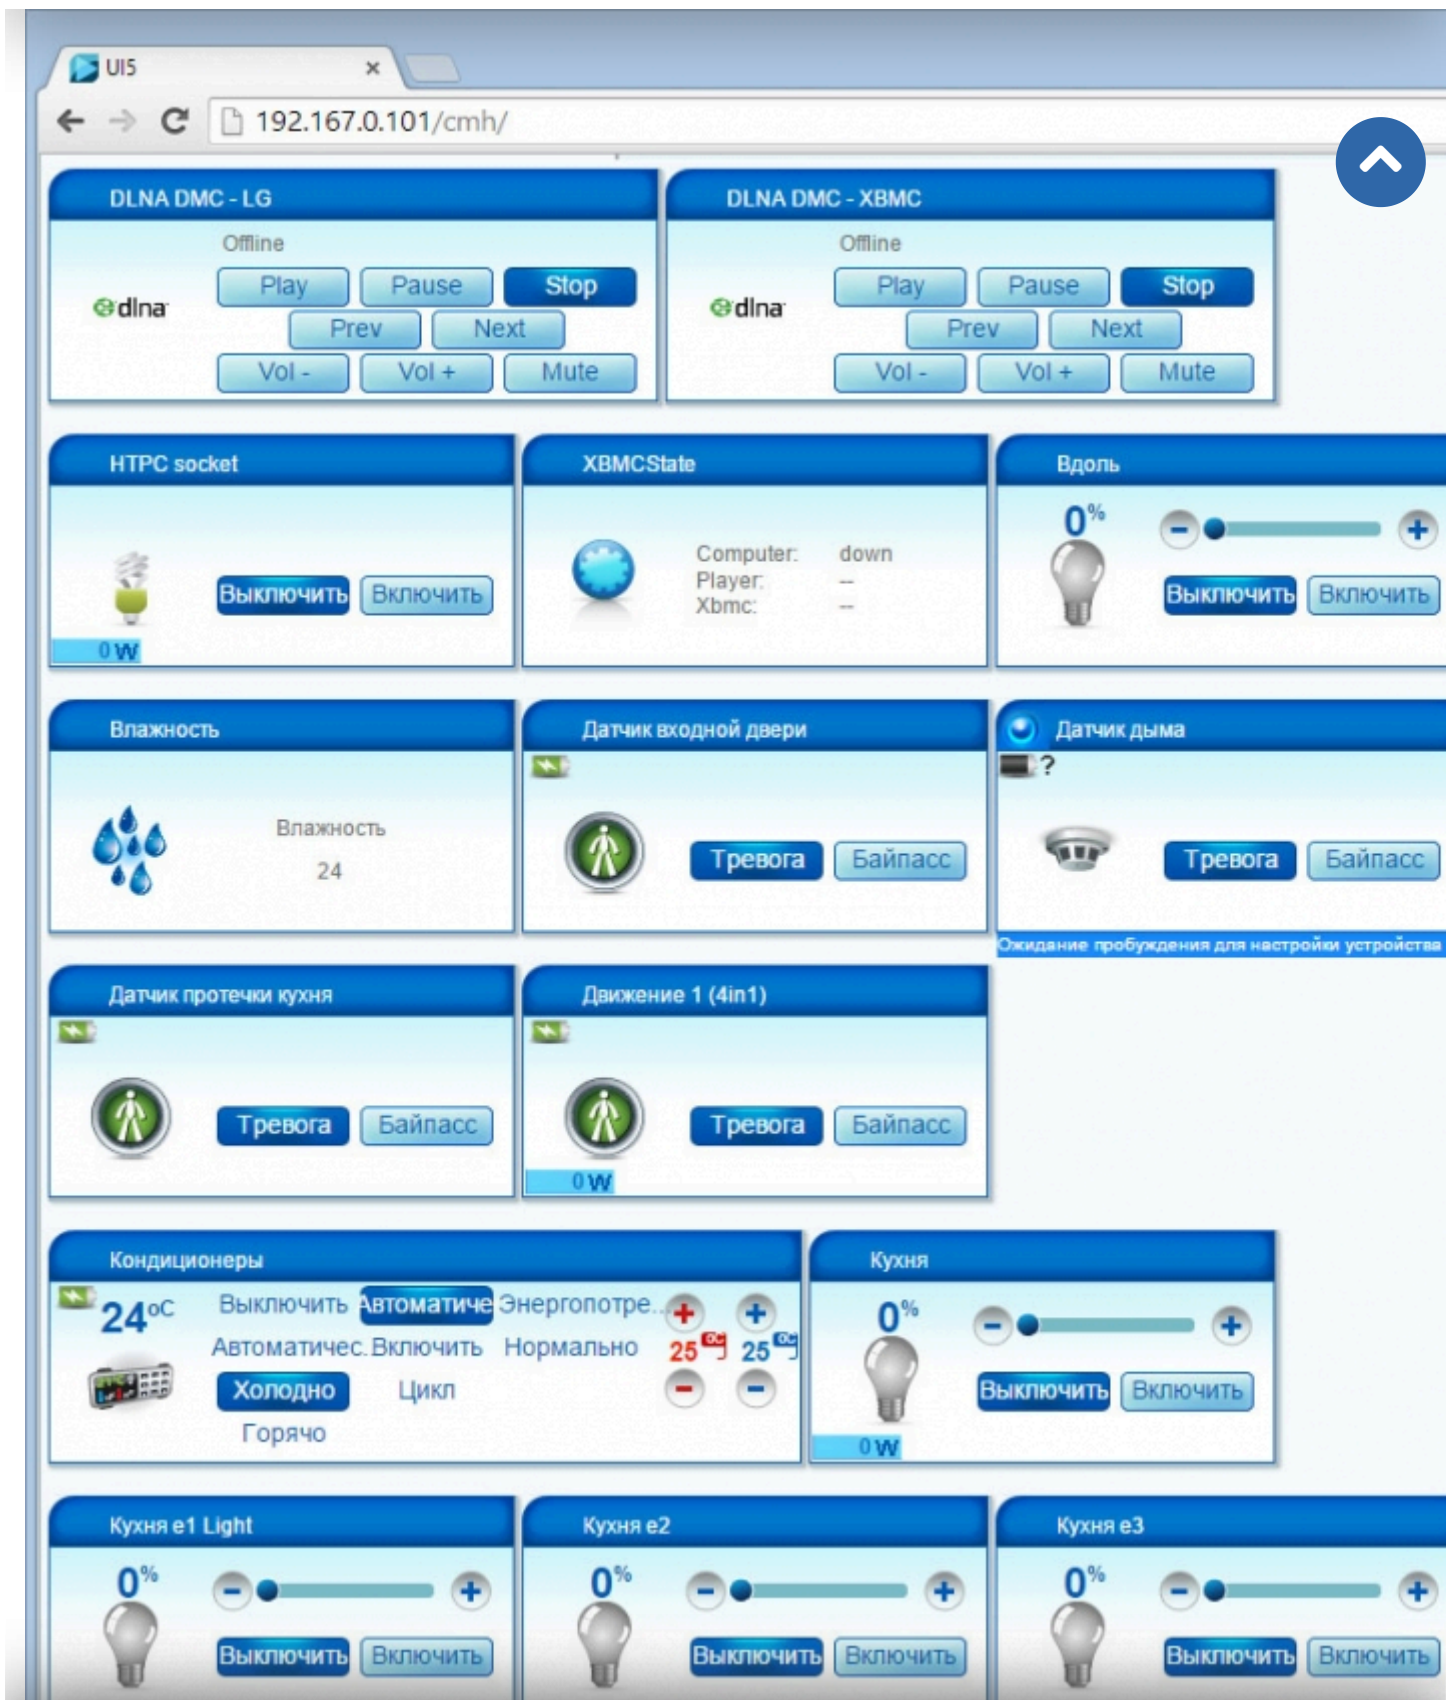 UI5
192.167.0.101/cmh/
DLNA DMC - LG
DLNA DMC - XBMC
Offline
Offline
Play Pause Stop
Play Pause Stop
dlna
dlna
Prev Next
Prev Next
Vol - Vol + Mute
Vol - Vol + Mute
HTPC socket
XBMCState
Вдоль
0%
Computer: down
Player: --
Xbmc: --
Выключить Включить
Выключить Включить
0 W
Влажность
Датчик входной двери
Датчик дыма
?
Влажность
24
Тревога Байпасс
Тревога Байпасс
Ожидание пробуждения для настройки устройства
Датчик протечки кухня
Движение 1 (4in1)
Тревога Байпасс
Тревога Байпасс
0 W
Кондиционеры
Кухня
24oC
Выключить Автоматиче Энергопотре...
Автоматичес. Включить Нормально
25 oC 25 oC
Холодно Цикл
Горячо
0%
Выключить Включить
0 W
Кухня e1 Light
Кухня e2
Кухня e3
0%
0%
0%
Выключить Включить
Выключить Включить
Выключить Включить